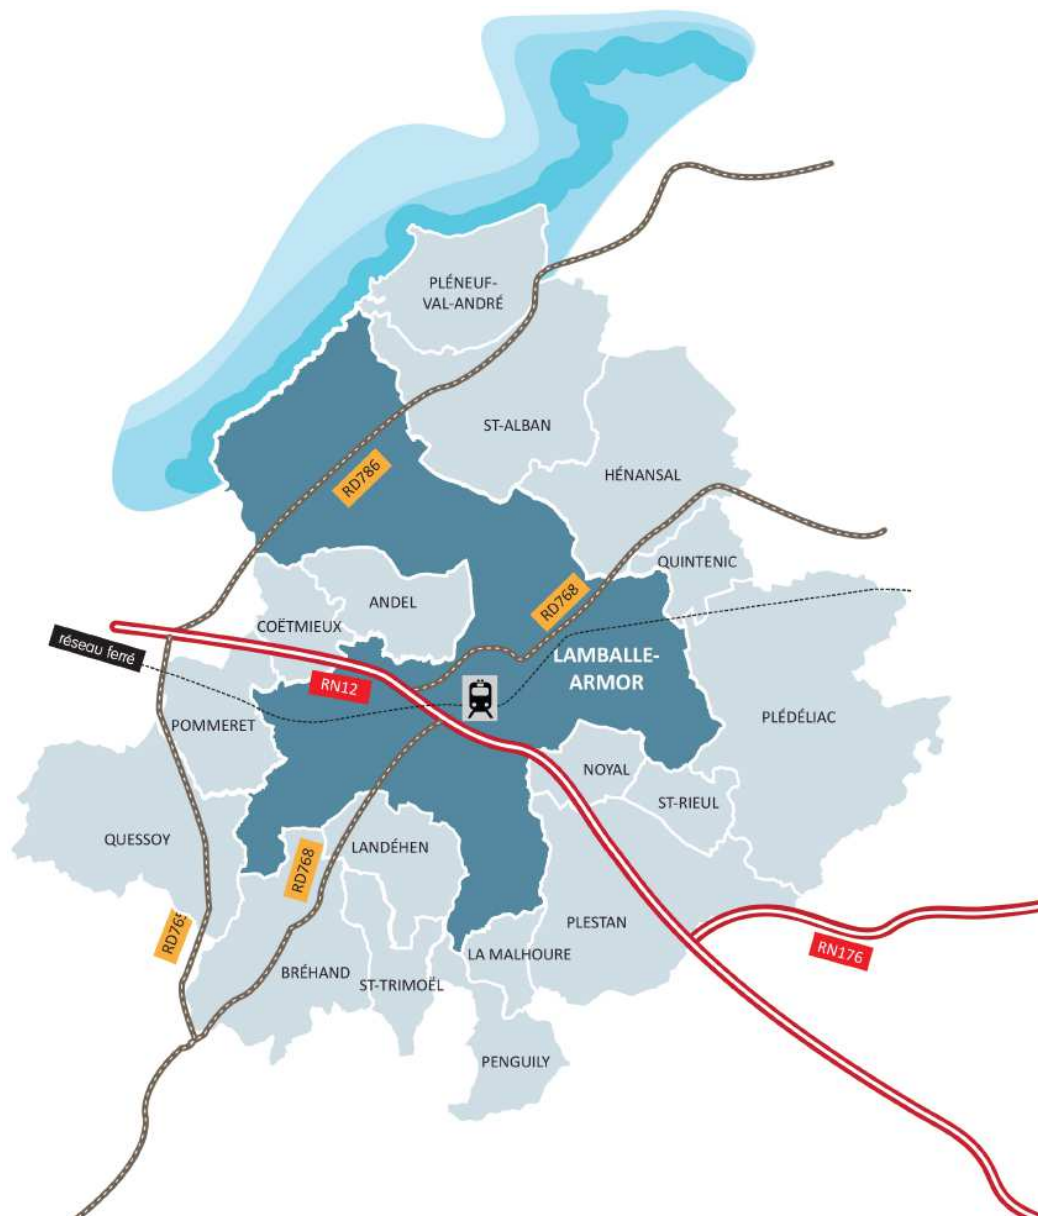 PLÉNEUF-
VAL-ANDRÉ
ST-ALBAN
RD786
HÉNANSAL
QUINTENIC
ANDEL
RD768
COËTMIEUX
réseau ferré
LAMBALLE-
ARMOR
RN12
POMMERET
PLÉDÉLIAC
NOYAL
ST-RIEUL
QUESSOY
LANDÉHEN
RD768
RD765
PLESTAN
RN176
LA MALHOURE
BRÉHAND
ST-TRIMOËL
PENGUILY